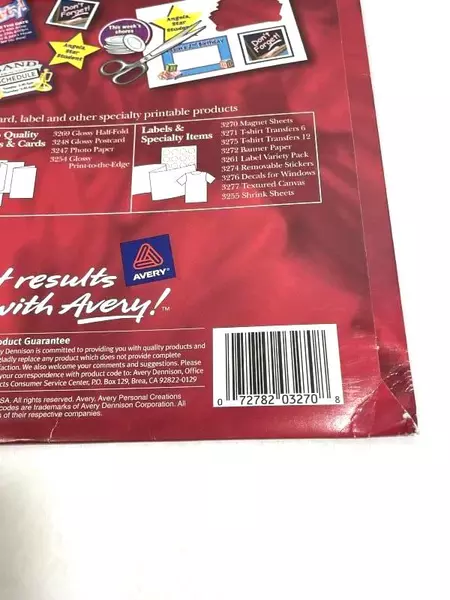 Don't
Forget!
This week's
chores
Angela,
Star
Student
Angela,
Star
Student
Don't
Forget!
Birthday
BAND
SCHEDULE
ard, label and other specialty printable products
Quality
s & Cards
3269 Glossy Half-Fold
3248 Glossy Postcard
3247 Photo Paper
3254 Glossy
Print-to-the-Edge
Labels &
Specialty Items
3270 Magnet Sheets
3271 T-shirt Transfers 6
3275 T-shirt Transfers 12
3272 Banner Paper
3261 Label Variety Pack
3274 Removable Stickers
3276 Decals for Windows
3277 Textured Canvas
3255 Shrink Sheets
AVERY®
t results
with Avery!™
oduct Guarantee
y Dennison is committed to providing you with quality products and
gladly replace any product which does not provide complete
faction. We also welcome your comments and suggestions. Please
your correspondence with product code to: Avery Dennison, Office
cts Consumer Service Center, P.O. Box 129, Brea, CA 92822-0129
SA. All rights reserved. Avery, Avery Personal Creations
codes are trademarks of Avery Dennison Corporation. All
s of their respective companies.
0 72782 03270 8